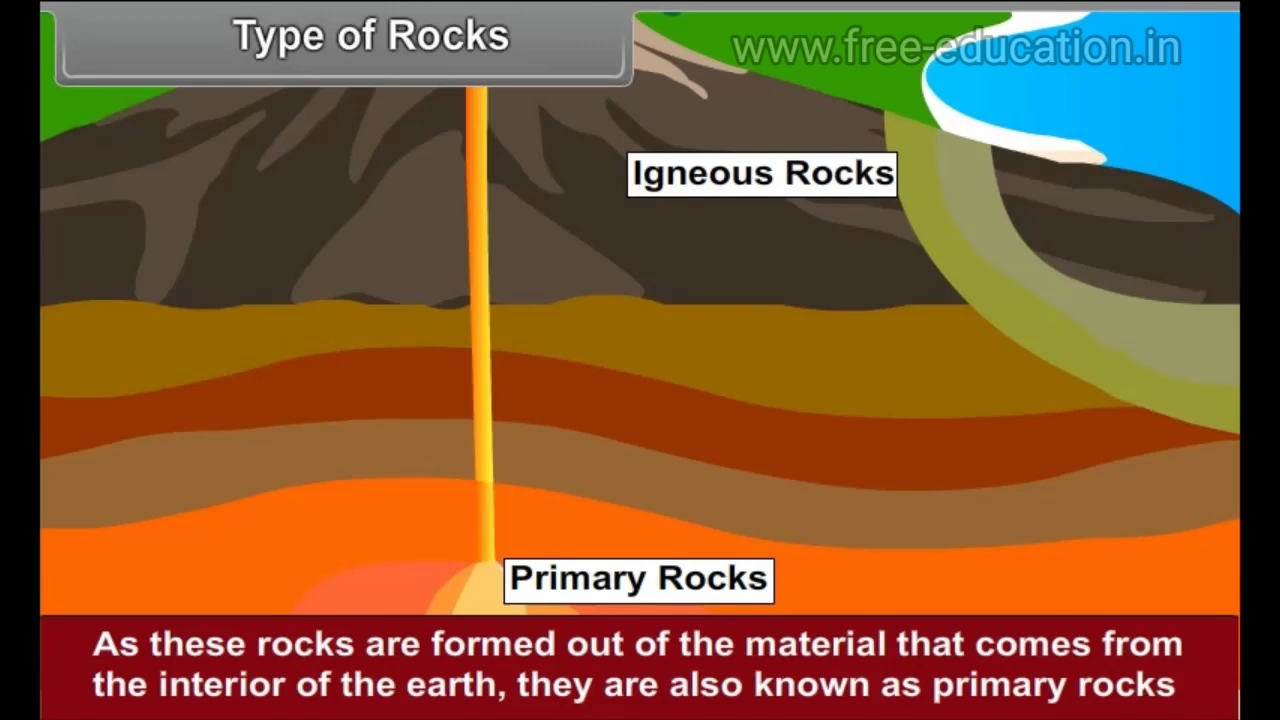 Type of Rocks
www.free-education.in
Igneous Rocks
Primary Rocks
As these rocks are formed out of the material that comes from
the interior of the earth, they are also known as primary rocks